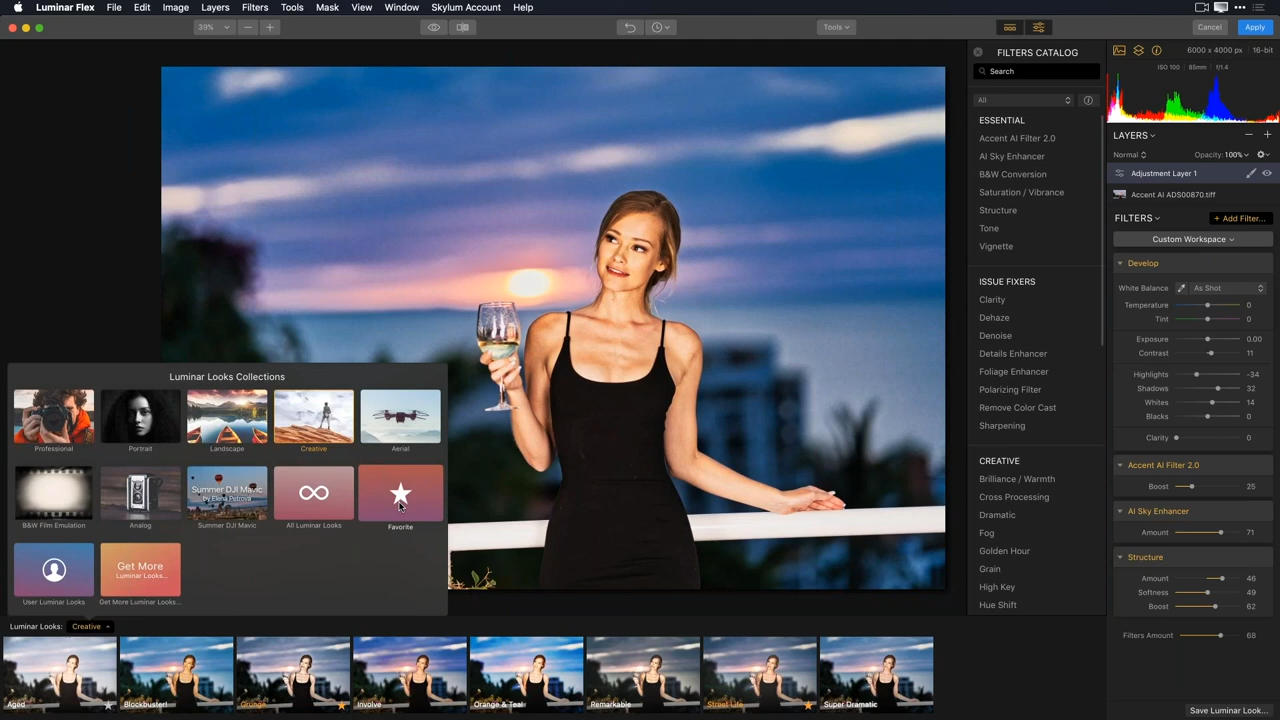 Luminar Flex File Edit Image Layers Filters Tools Mask View Window Skylum Account Help
39% Tools Cancel Apply
FILTERS CATALOG
Search
All
ESSENTIAL
Accent AI Filter 2.0
AI Sky Enhancer
B&W Conversion
Saturation / Vibrance
Structure
Tone
Vignette
ISSUE FIXERS
Clarity
Dehaze
Denoise
Details Enhancer
Foliage Enhancer
Polarizing Filter
Remove Color Cast
Sharpening
CREATIVE
Brilliance / Warmth
Cross Processing
Dramatic
Fog
Golden Hour
Grain
High Key
Hue Shift
6000 x 4000 px 16-bit
ISO 100 85mm f/1.4
LAYERS
Normal Opacity: 100%
Adjustment Layer 1
Accent AI ADS00870.tiff
FILTERS + Add Filter...
Custom Workspace
Develop
White Balance As Shot
Temperature 0
Tint 0
Exposure 0.00
Contrast 11
Highlights -34
Shadows 32
Whites 14
Blacks 0
Clarity 0
Accent AI Filter 2.0
Boost 25
AI Sky Enhancer
Amount 71
Structure
Amount 46
Softness 49
Boost 62
Filters Amount 68
Save Luminar Look...
Luminar Looks Collections
Professional Portrait Landscape Creative Aerial
Summer DJI Mavic
by Elena Petrova
B&W Film Emulation Analog Summer DJI Mavic All Luminar Looks Favorite
Get More
Luminar Looks...
User Luminar Looks Get More Luminar Looks...
Luminar Looks: Creative
Aged Blockbuster! Grunge Involve Orange & Teal Remarkable Street Life Super Dramatic